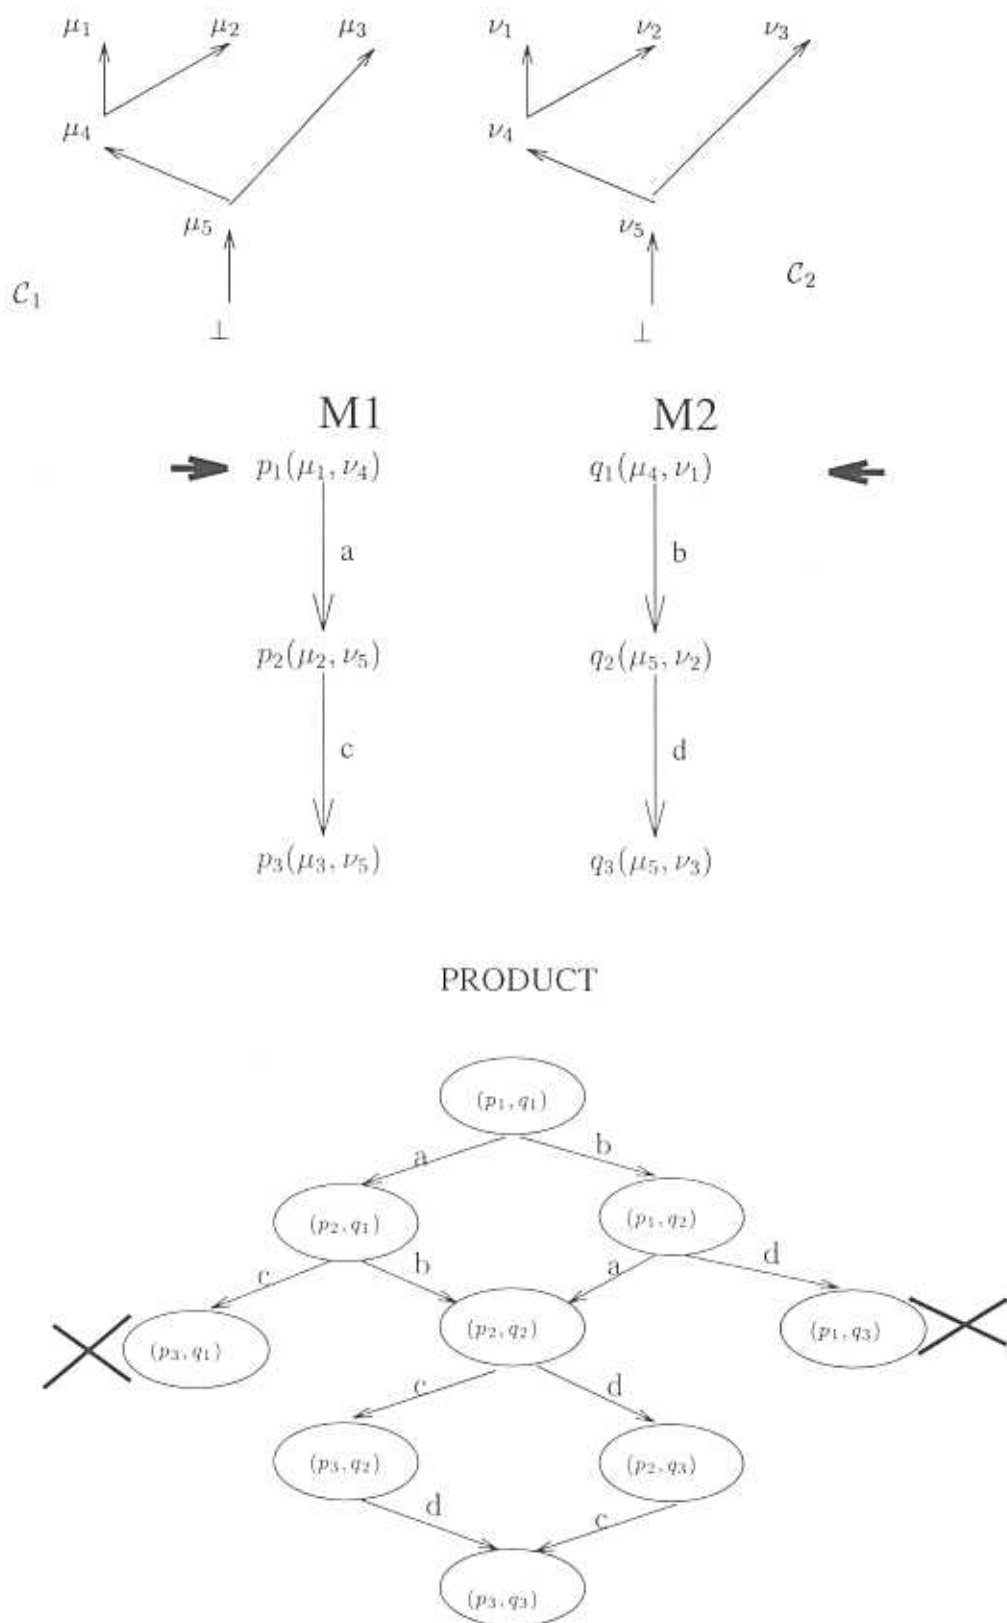 μ₁ μ₂ μ₃ ν₁ ν₂ ν₃
μ₄ ν₄
μ₅ ν₅
𝒞₁ 𝒞₂
⊥ ⊥
M1 M2
p₁(μ₁, ν₄) q₁(μ₄, ν₁)
a b
p₂(μ₂, ν₅) q₂(μ₅, ν₂)
c d
p₃(μ₃, ν₅) q₃(μ₅, ν₃)
PRODUCT
(p₁, q₁)
a b
(p₂, q₁) (p₁, q₂)
c b a d
(p₃, q₁) (p₂, q₂) (p₁, q₃)
c d
(p₃, q₂) (p₂, q₃)
d c
(p₃, q₃)